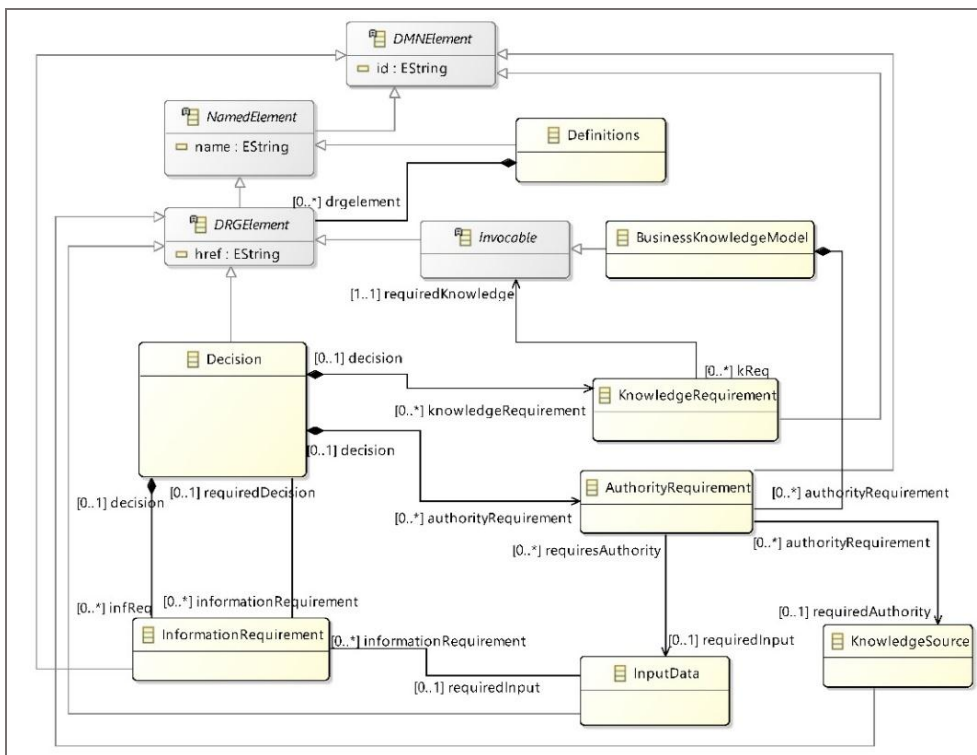 DMNElement
id : EString
NamedElement
name : EString
Definitions
[0..*] drgelement
DRGElement
href : EString
Invocable
BusinessKnowledgeModel
[1..1] requiredKnowledge
Decision
[0..1] decision
[0..*] kReq
KnowledgeRequirement
[0..*] knowledgeRequirement
[0..1] decision
[0..1] decision
[0..1] requiredDecision
AuthorityRequirement
[0..*] authorityRequirement
[0..*] authorityRequirement
[0..*] requiresAuthority
[0..*] authorityRequirement
[0..*] infReq
[0..*] informationRequirement
[0..1] requiredAuthority
InformationRequirement
[0..*] informationRequirement
[0..1] requiredInput
KnowledgeSource
[0..1] requiredInput
InputData